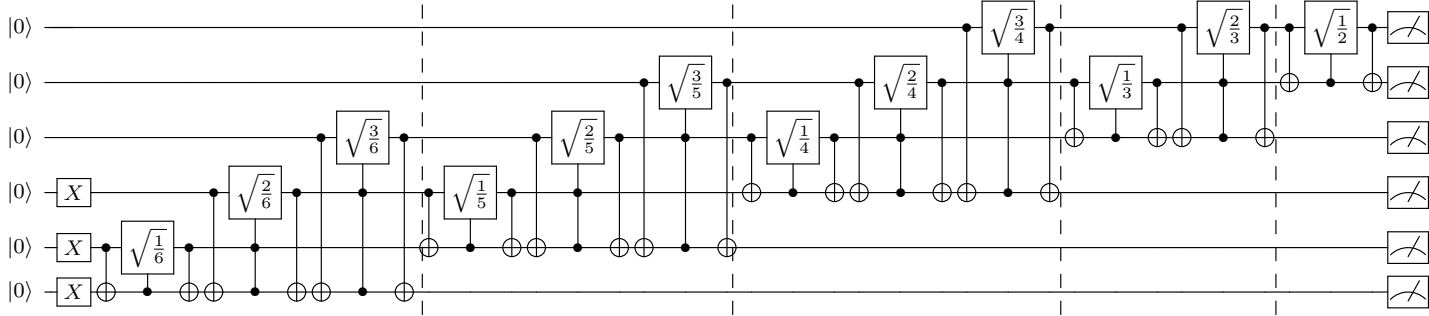 |0⟩ √3/4 √2/3 √1/2
|0⟩ √3/5 √2/4 √1/3
|0⟩ √3/6 √2/5 √1/4
|0⟩ X √2/6 √1/5
|0⟩ X √1/6
|0⟩ X